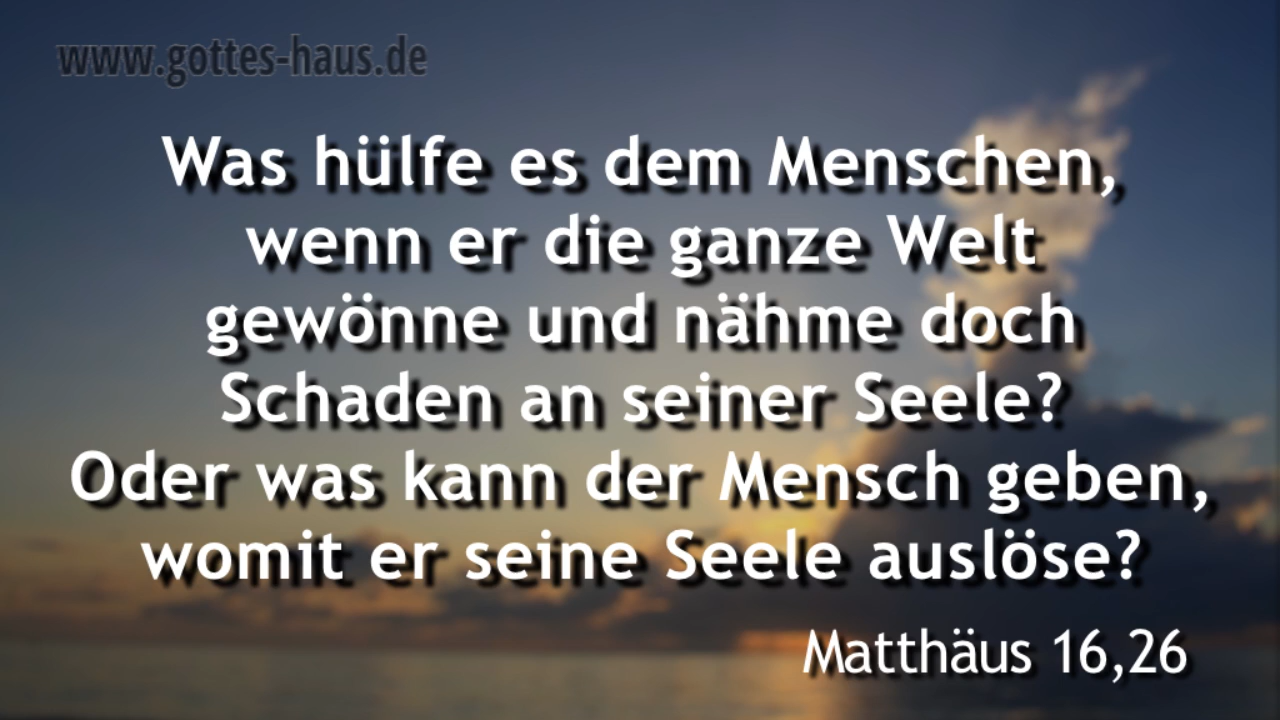 www.gottes-haus.de
Was hülfe es dem Menschen,
wenn er die ganze Welt
gewönne und nähme doch
Schaden an seiner Seele?
Oder was kann der Mensch geben,
womit er seine Seele auslöse?
Matthäus 16,26